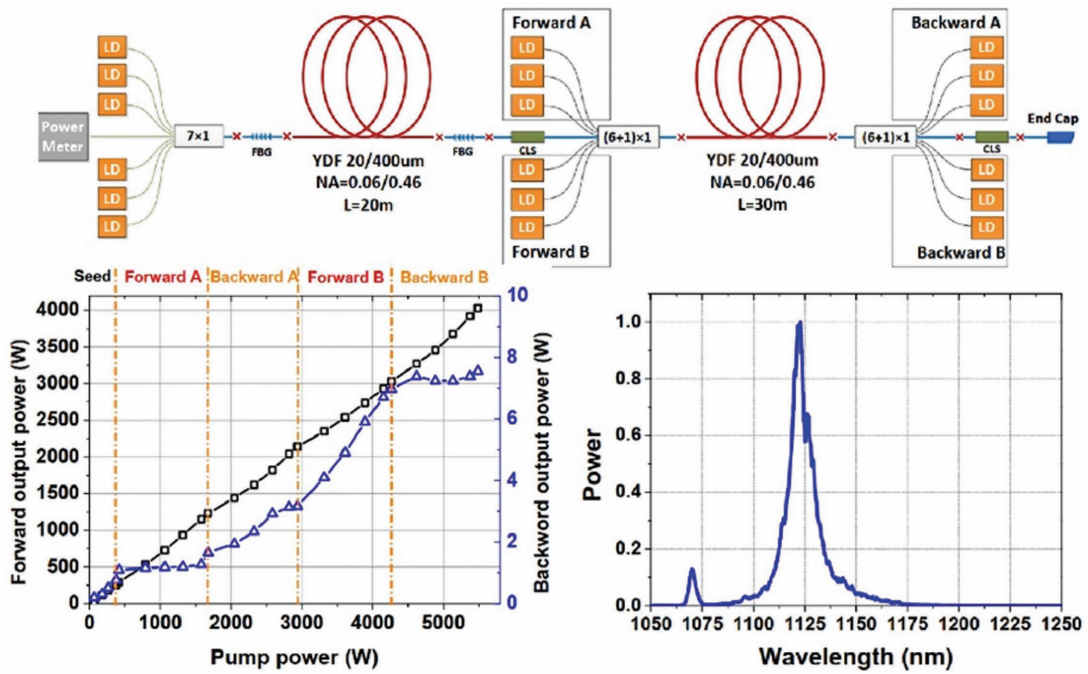 Forward A
Backward A
LD
LD
LD
LD
LD
LD
LD
LD
LD
Power
Meter
7×1
FBG
FBG
CLS
(6+1)×1
(6+1)×1
CLS
End Cap
YDF 20/400um
NA=0.06/0.46
L=20m
YDF 20/400um
NA=0.06/0.46
L=30m
LD
LD
LD
LD
LD
LD
LD
LD
LD
Forward B
Backward B
Seed
Forward A
Backward A
Forward B
Backward B
Forward output power (W)
4000
3500
3000
2500
2000
1500
1000
500
0
0
1000
2000
3000
4000
5000
Pump power (W)
10
8
6
4
2
0
Backword output power (W)
Power
1.0
0.8
0.6
0.4
0.2
0.0
1050
1075
1100
1125
1150
1175
1200
1225
1250
Wavelength (nm)